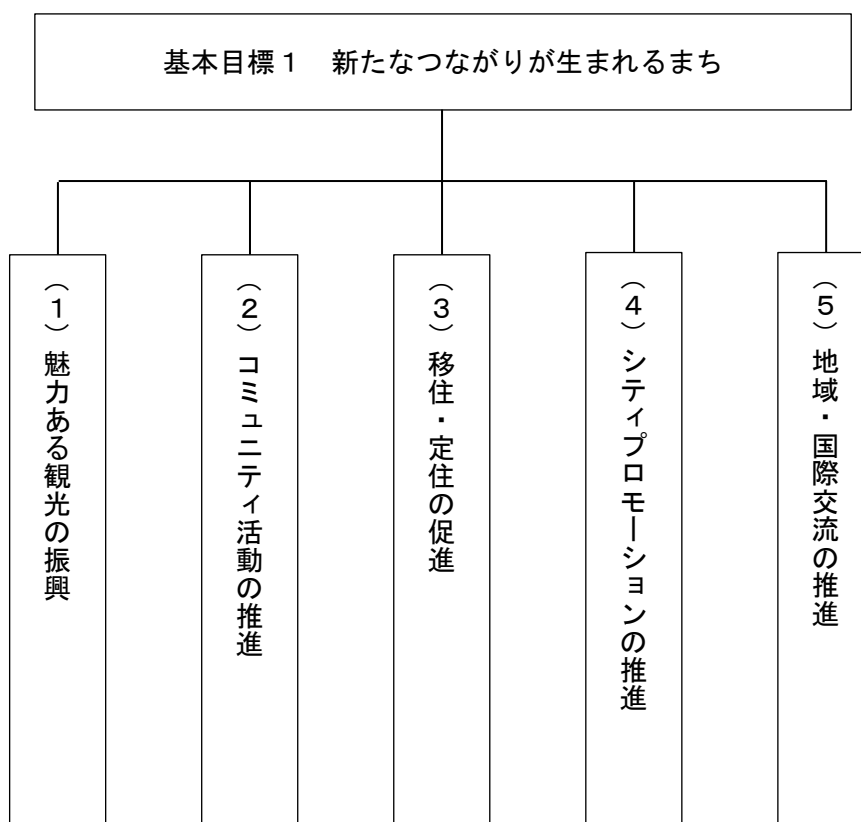 基本目標１　新たなつながりが生まれるまち
（１）魅力ある観光の振興
（２）コミュニティ活動の推進
（３）移住・定住の促進
（４）シティプロモーションの推進
（５）地域・国際交流の推進